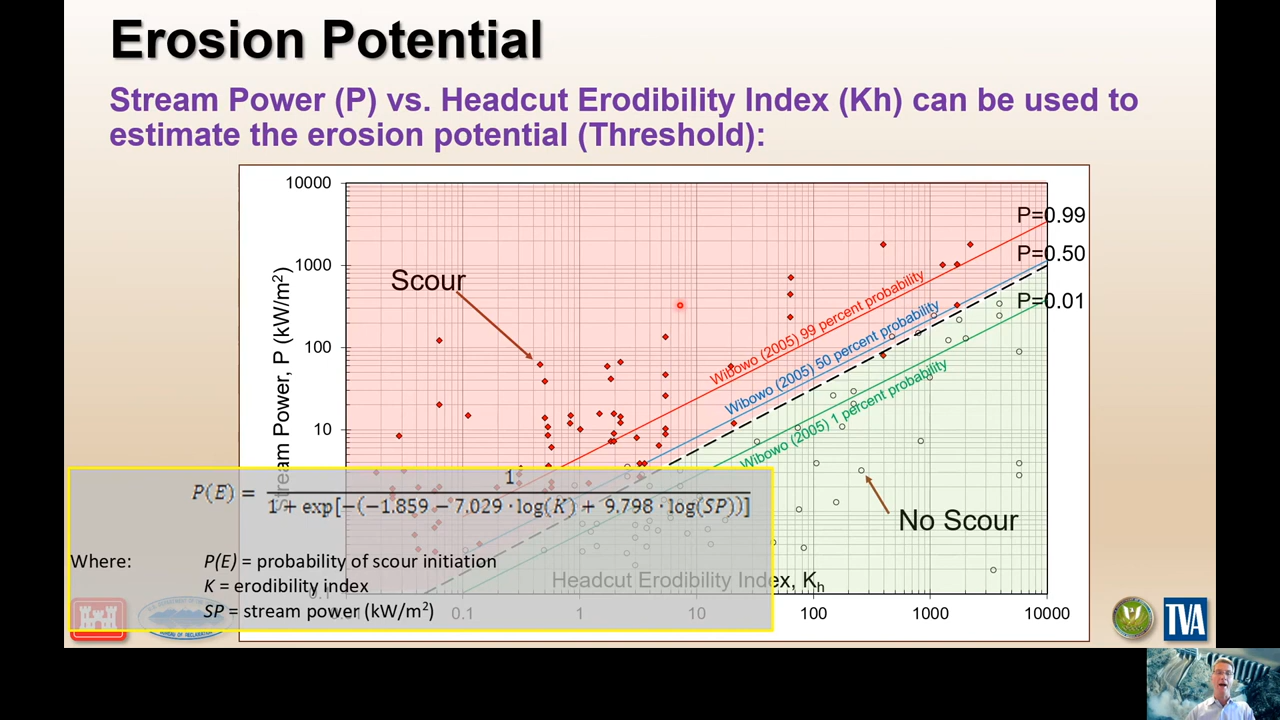 Erosion Potential
Stream Power (P) vs. Headcut Erodibility Index (Kh) can be used to
estimate the erosion potential (Threshold):
10000
1000
100
10
Stream Power, P (kW/m²)
Scour
P=0.99
P=0.50
P=0.01
Wibowo (2005) 99 percent probability
Wibowo (2005) 50 percent probability
Wibowo (2005) 1 percent probability
No Scour
P(E) = 1 / 1 + exp[−(−1.859 − 7.029 · log(K) + 9.798 · log(SP))]
Where: P(E) = probability of scour initiation
K = erodibility index
SP = stream power (kW/m²)
Headcut Erodibility Index, Kh
0.1 1 10 100 1000 10000
TVA